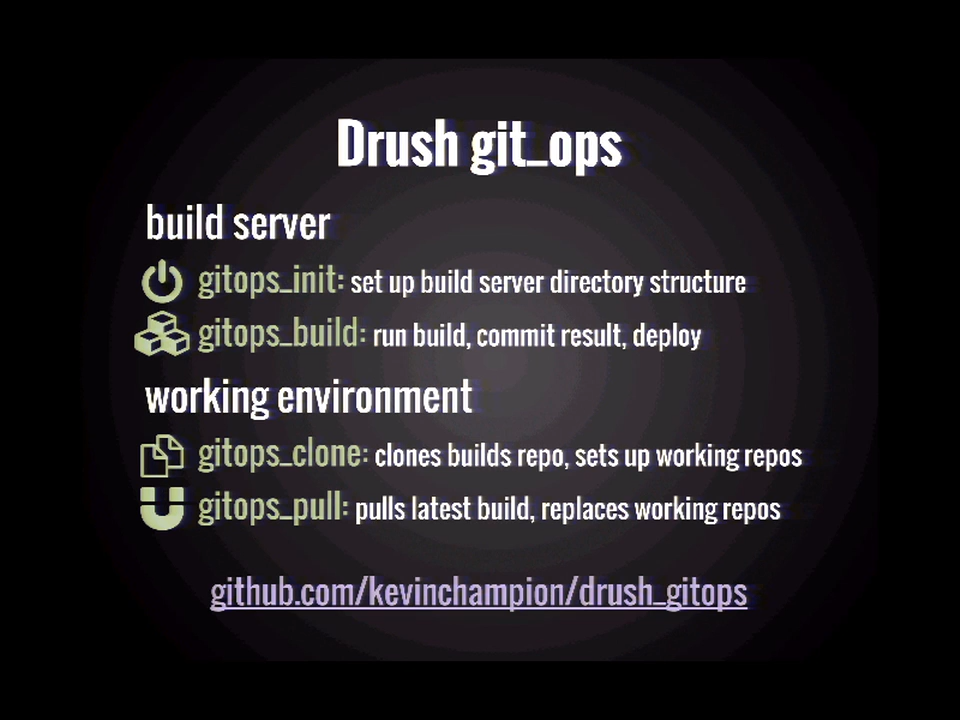 Drush git_ops
build server
gitops_init: set up build server directory structure
gitops_build: run build, commit result, deploy
working environment
gitops_clone: clones builds repo, sets up working repos
gitops_pull: pulls latest build, replaces working repos
github.com/kevinchampion/drush_gitops